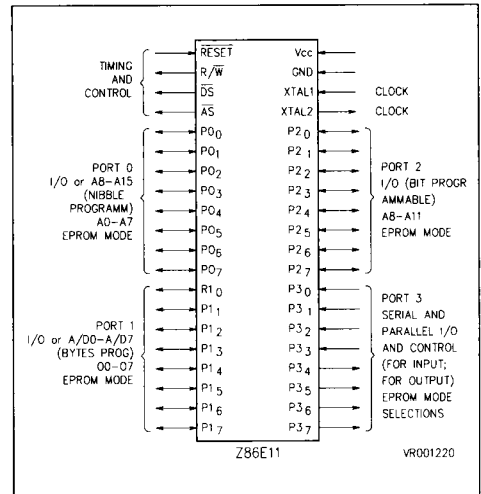 TIMING
AND
CONTROL
RESET
R/W
DS
AS
Vcc
GND
XTAL1
XTAL2
CLOCK
CLOCK
PORT 0
I/O or A8-A15
(NIBBLE
PROGRAMM)
A0-A7
EPROM MODE
P00
P01
P02
P03
P04
P05
P06
P07
P20
P21
P22
P22
P24
P25
P26
P27
PORT 2
I/O (BIT PROGR
AMMABLE)
A8-A11
EPROM MODE
PORT 1
I/O or A/D0-A/D7
(BYTES PROG)
00-07
EPROM MODE
R10
P11
P12
P13
P14
P15
P16
P17
P30
P31
P32
P33
P34
P35
P36
P37
PORT 3
SERIAL AND
PARALLEL I/O
AND CONTROL
(FOR INPUT;
FOR OUTPUT)
EPROM MODE
SELECTIONS
Z86E11
VR001220